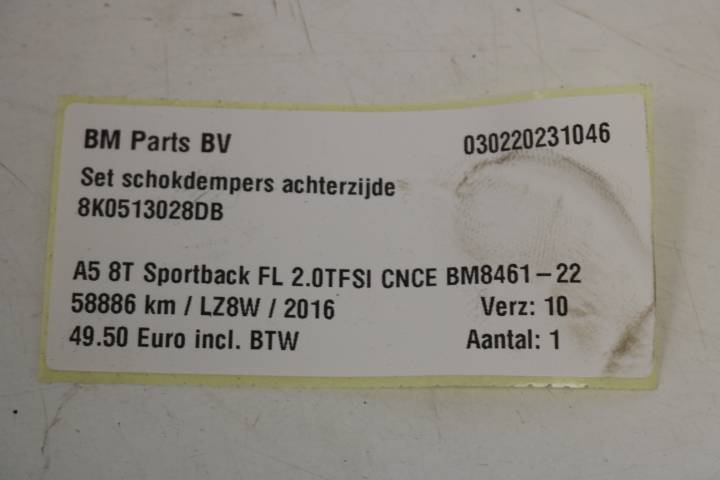 BM Parts BV 030220231046
Set schokdempers achterzijde
8K0513028DB
A5 8T Sportback FL 2.0TFSI CNCE BM8461-22
58886 km / LZ8W / 2016 Verz: 10
49.50 Euro incl. BTW Aantal: 1